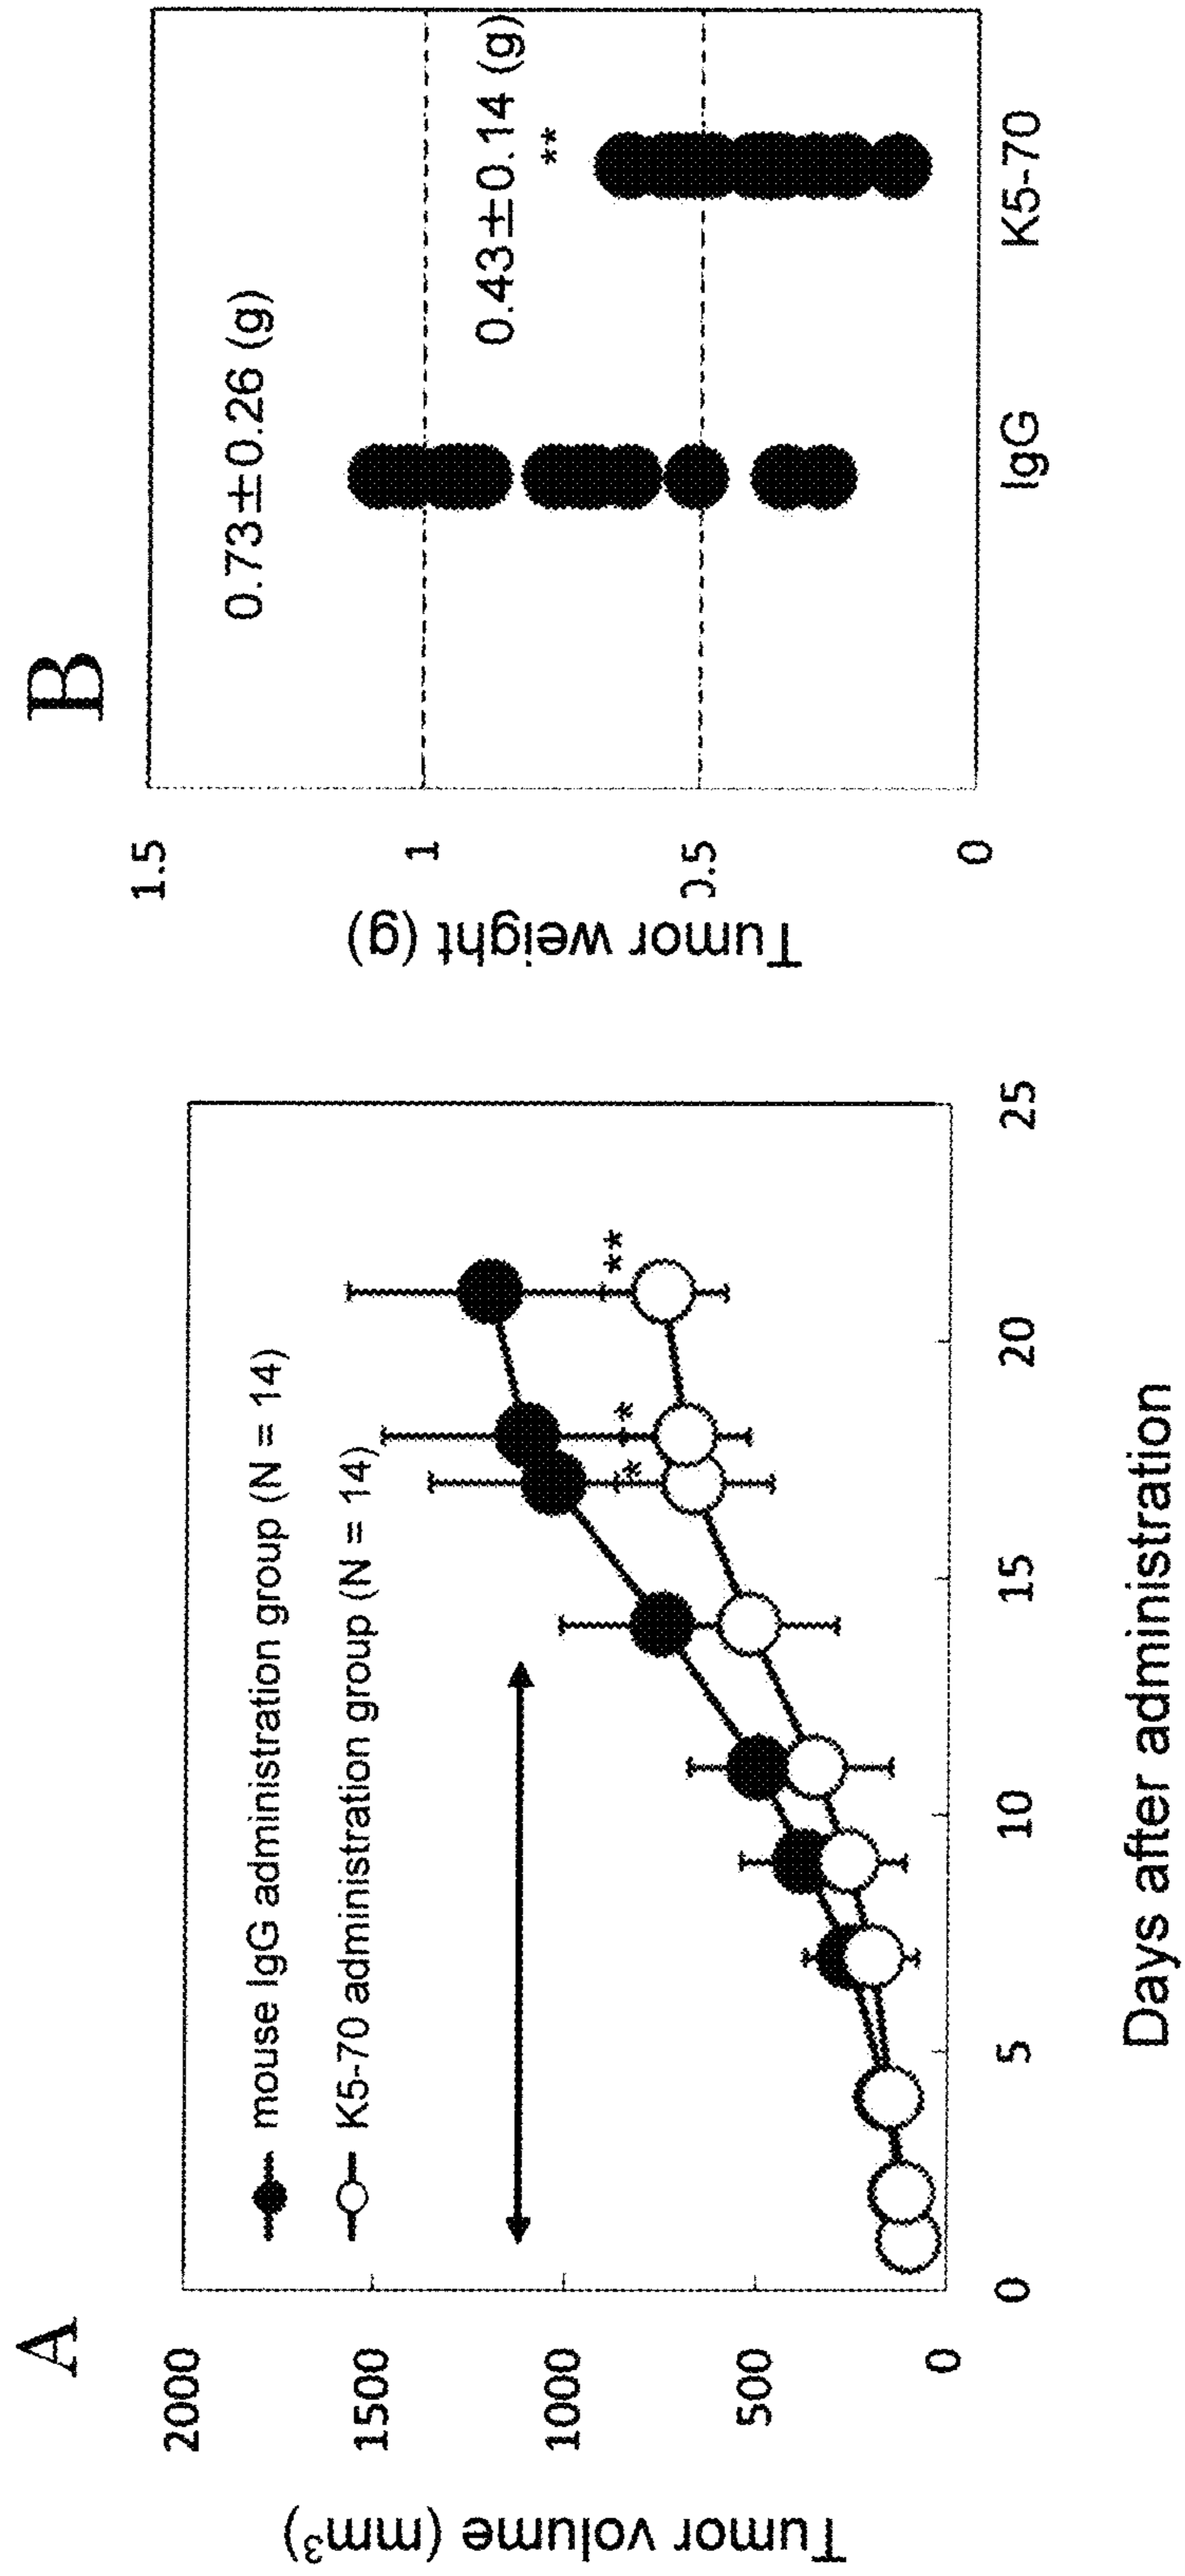 A
Tumor volume (mm³)
2000
1500
1000
500
0
mouse IgG administration group (N = 14)
K5-70 administration group (N = 14)
*
*
**
0
5
10
15
20
25
Days after administration
B
Tumor weight (g)
1.5
1
0.5
0
0.73±0.26 (g)
0.43±0.14 (g)
**
IgG
K5-70